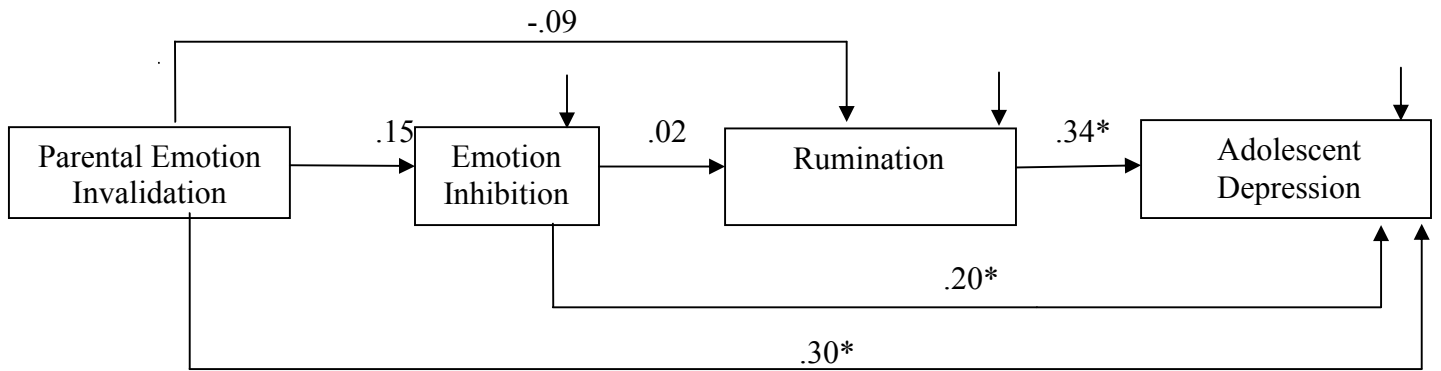 -.09
.15
.02
.34*
Parental Emotion
Invalidation
Emotion
Inhibition
Rumination
Adolescent
Depression
.20*
.30*